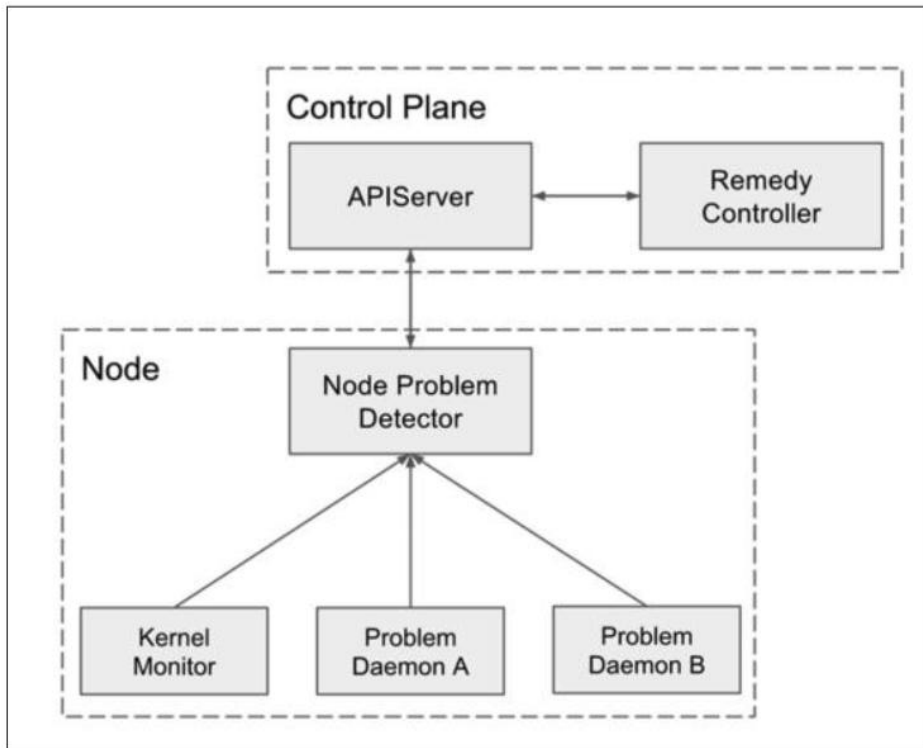 Control Plane
APIServer
Remedy
Controller
Node
Node Problem
Detector
Kernel
Monitor
Problem
Daemon A
Problem
Daemon B